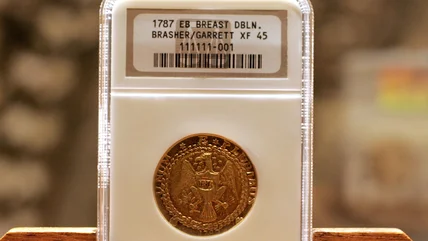 1787 EB BREAST DBLN.
BRASHER/GARRETT XF 45
111111-001